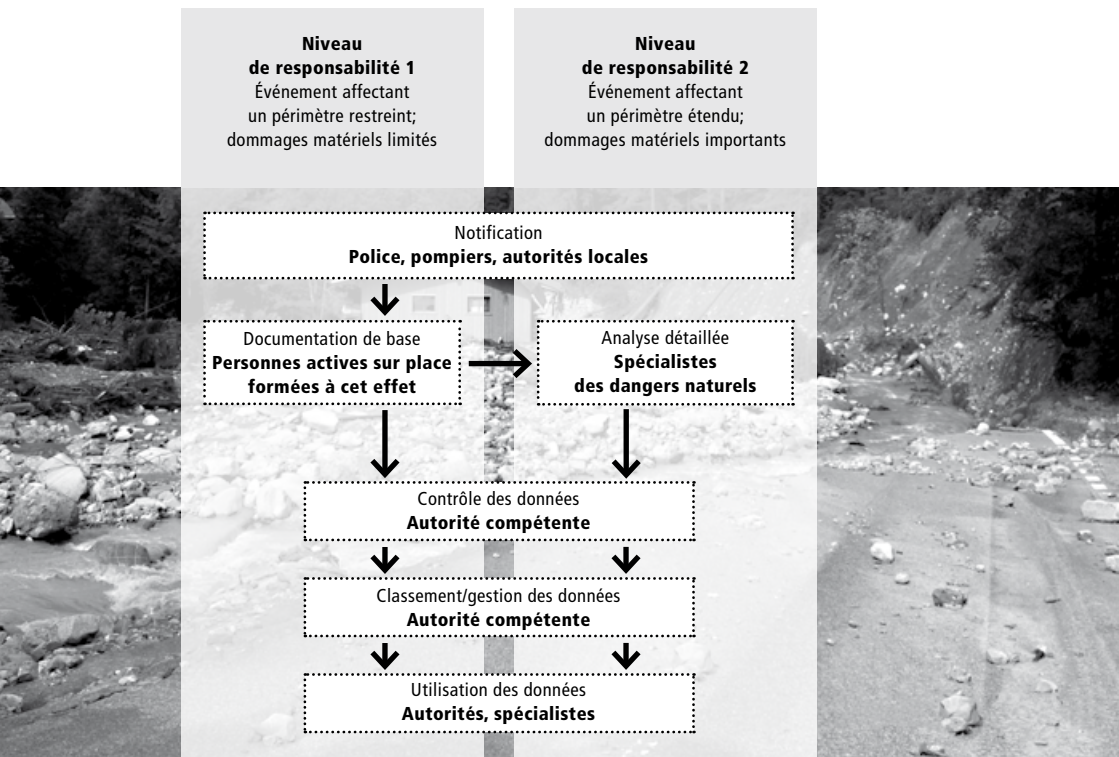 Niveau
de responsabilité 1
Événement affectant
un périmètre restreint;
dommages matériels limités
Niveau
de responsabilité 2
Événement affectant
un périmètre étendu;
dommages matériels importants
Notification
Police, pompiers, autorités locales
Documentation de base
Personnes actives sur place
formées à cet effet
Analyse détaillée
Spécialistes
des dangers naturels
Contrôle des données
Autorité compétente
Classement/gestion des données
Autorité compétente
Utilisation des données
Autorités, spécialistes